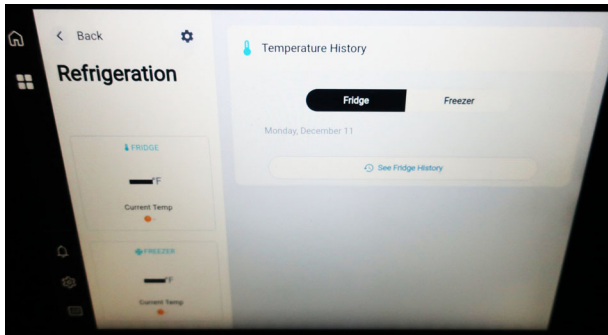 Back
Refrigeration
FRIDGE
°F
Current Temp
FREEZER
°F
Current Temp
Temperature History
Fridge
Freezer
Monday, December 11
See Fridge History